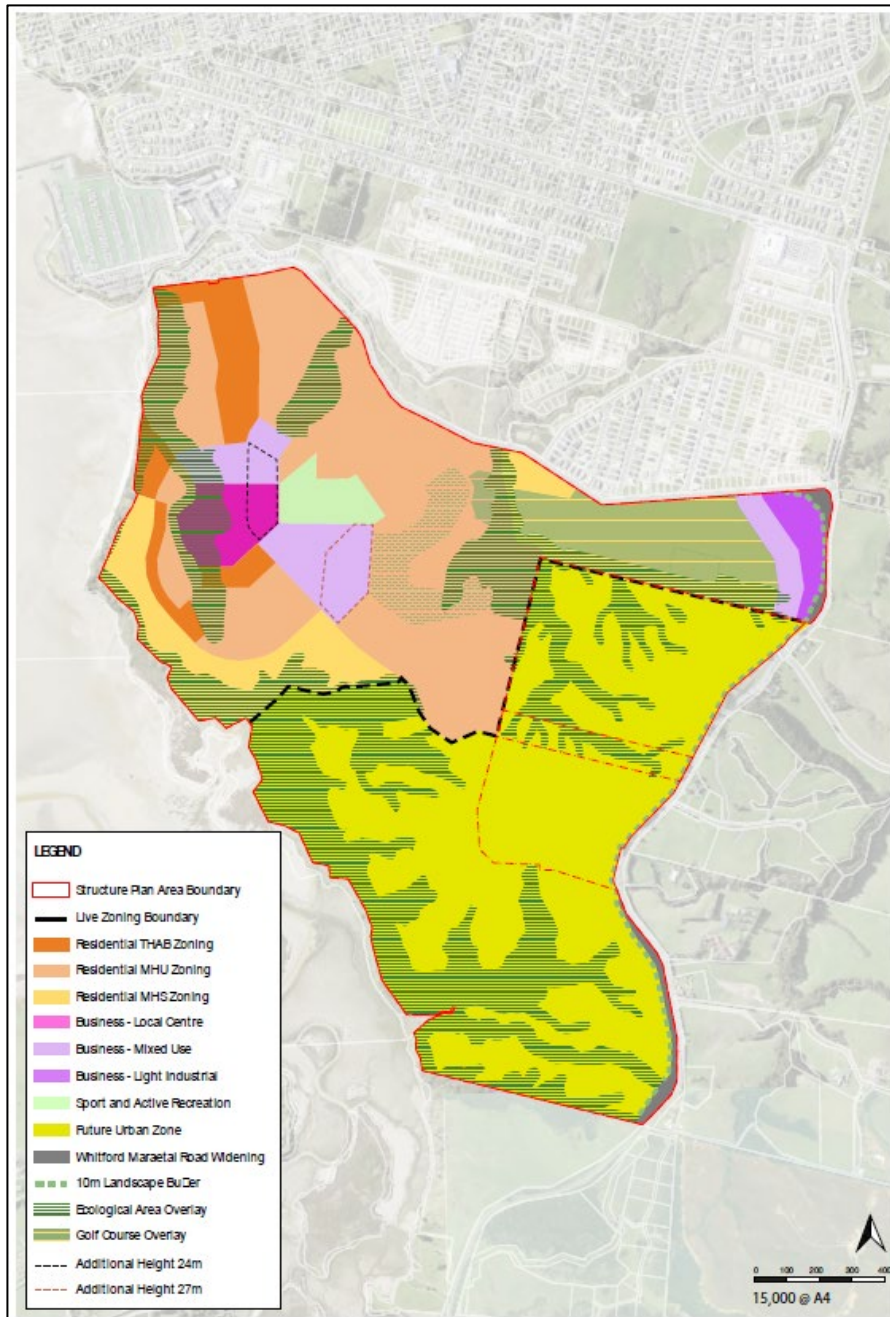 LEGEND
Structure Plan Area Boundary
Live Zoning Boundary
Residential THAB Zoning
Residential MHU Zoning
Residential MHS Zoning
Business - Local Centre
Business - Mixed Use
Business - Light Industrial
Sport and Active Recreation
Future Urban Zone
Whitford Maraetai Road Widening
10m Landscape Bu□er
Ecological Area Overlay
Golf Course Overlay
Additional Height 24m
Additional Height 27m
0 100 200 300 400
15,000 @ A4